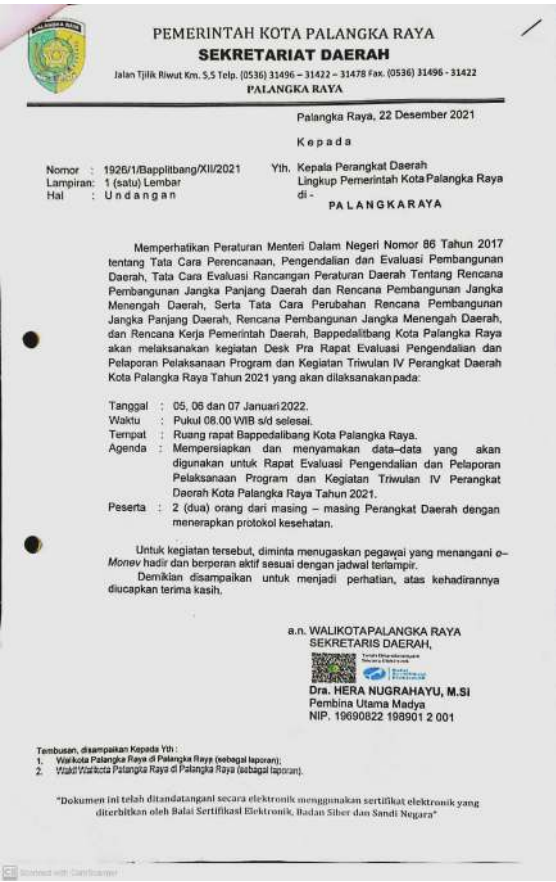 PALANGKA RAYA
PEMERINTAH KOTA PALANGKA RAYA
SEKRETARIAT DAERAH
Jalan Tjilik Riwut Km. 5,5 Telp. (0536) 31496 – 31422 – 31478 Fax. (0536) 31496 - 31422
PALANGKA RAYA
Palangka Raya, 22 Desember 2021
Kepada
Nomor : 1926/1/Bapplitbang/XII/2021
Lampiran: 1 (satu) Lembar
Hal : Undangan
Yth. Kepala Perangkat Daerah
Lingkup Pemerintah Kota Palangka Raya
di -
PALANGKARAYA
Memperhatikan Peraturan Menteri Dalam Negeri Nomor 86 Tahun 2017
tentang Tata Cara Perencanaan, Pengendalian dan Evaluasi Pembangunan
Daerah, Tata Cara Evaluasi Rancangan Peraturan Daerah Tentang Rencana
Pembangunan Jangka Panjang Daerah dan Rencana Pembangunan Jangka
Menengah Daerah, Serta Tata Cara Perubahan Rencana Pembangunan
Jangka Panjang Daerah, Rencana Pembangunan Jangka Menengah Daerah,
dan Rencana Kerja Pemerintah Daerah, Bappedalitbang Kota Palangka Raya
akan melaksanakan kegiatan Desk Pra Rapat Evaluasi Pengendalian dan
Pelaporan Pelaksanaan Program dan Kegiatan Triwulan IV Perangkat Daerah
Kota Palangka Raya Tahun 2021 yang akan dilaksanakan pada:
Tanggal : 05, 06 dan 07 Januari 2022.
Waktu : Pukul 08.00 WIB s/d selesai.
Tempat : Ruang rapat Bappedalibang Kota Palangka Raya.
Agenda : Mempersiapkan dan menyamakan data–data yang akan
digunakan untuk Rapat Evaluasi Pengendalian dan Pelaporan
Pelaksanaan Program dan Kegiatan Triwulan IV Perangkat
Daerah Kota Palangka Raya Tahun 2021.
Peserta : 2 (dua) orang dari masing – masing Perangkat Daerah dengan
menerapkan protokol kesehatan.
Untuk kegiatan tersebut, diminta menugaskan pegawai yang menangani e–
Monev hadir dan berperan aktif sesuai dengan jadwal terlampir.
Demikian disampaikan untuk menjadi perhatian, atas kehadirannya
diucapkan terima kasih.
a.n. WALIKOTA PALANGKA RAYA
SEKRETARIS DAERAH,
Dra. HERA NUGRAHAYU, M.SI
Pembina Utama Madya
NIP. 19690822 198901 2 001
Tembusan, disampaikan Kepada Yth :
1. Walikota Palangka Raya di Palangka Raya (sebagai laporan);
2. Wakil Walikota Palangka Raya di Palangka Raya (sebagai laporan).
"Dokumen ini telah ditandatangani secara elektronik menggunakan sertifikat elektronik yang
diterbitkan oleh Balai Sertifikasi Elektronik, Badan Siber dan Sandi Negara"
CS Scanned with CamScanner